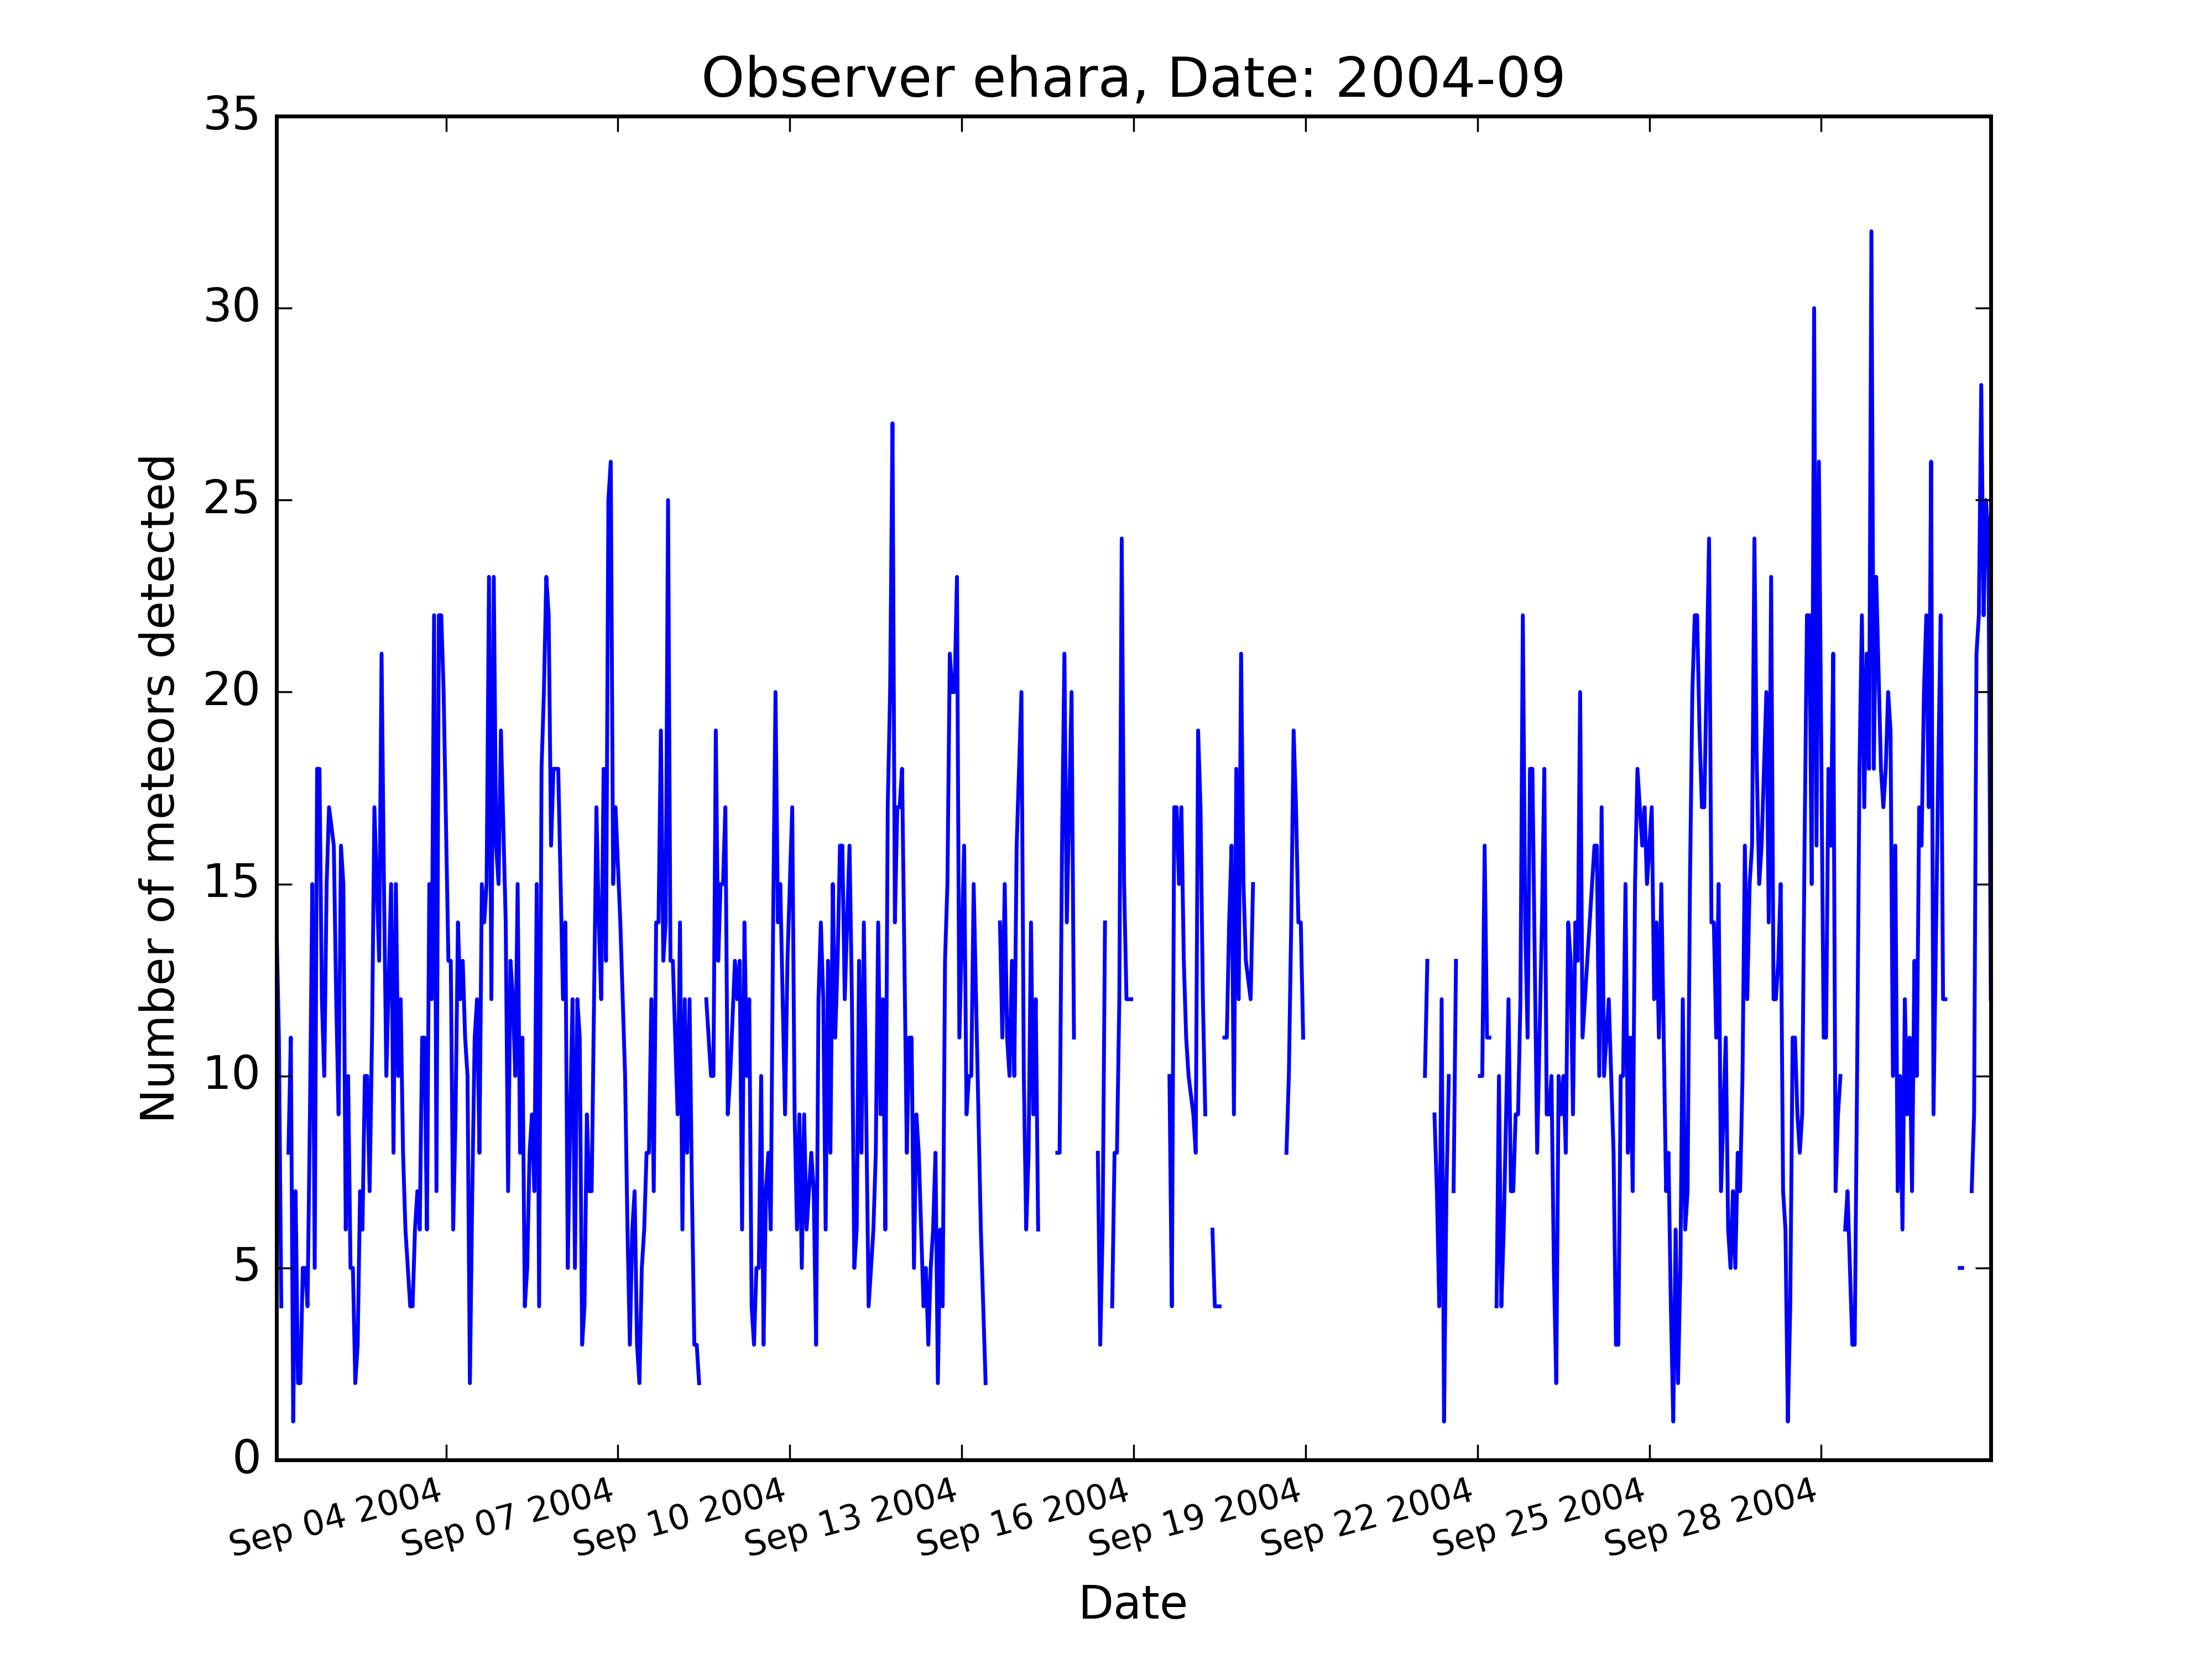 Observer ehara, Date: 2004-09
35
30
25
20
15
10
5
0
Number of meteors detected
Sep 04 2004
Sep 07 2004
Sep 10 2004
Sep 13 2004
Sep 16 2004
Sep 19 2004
Sep 22 2004
Sep 25 2004
Sep 28 2004
Date